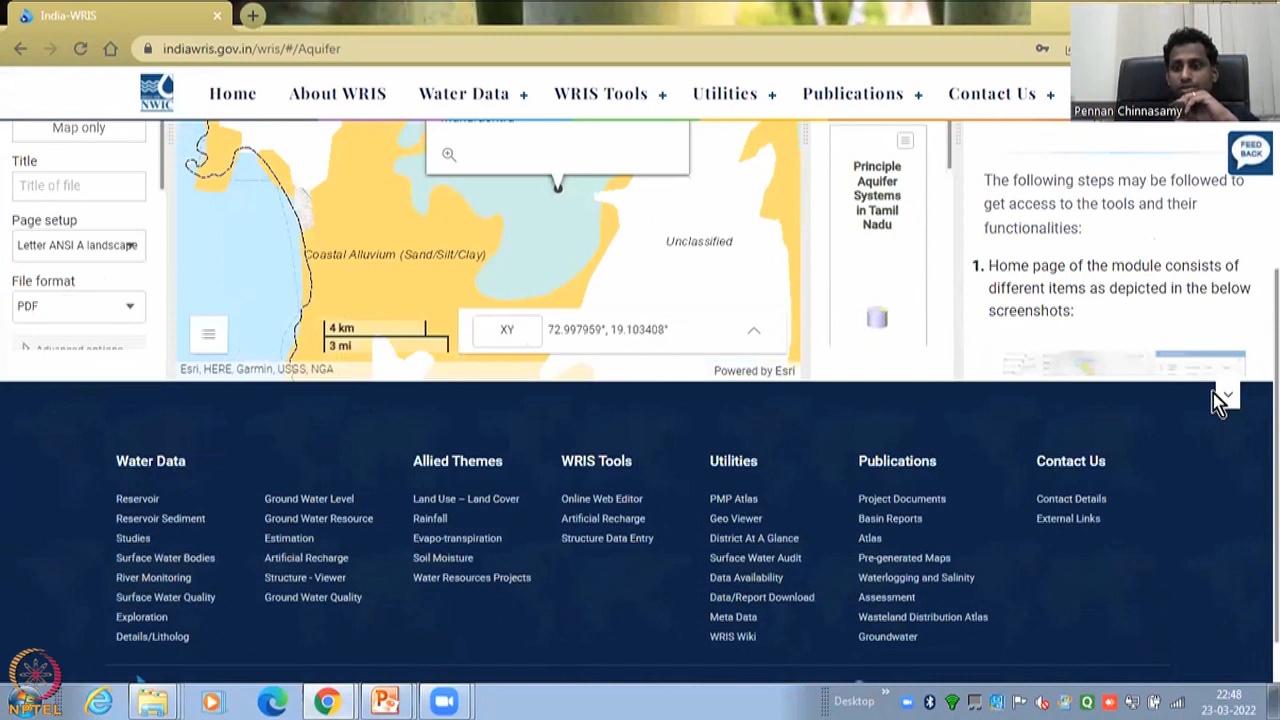 India-WRIS
indiawris.gov.in/wris/#/Aquifer
NWIC
Home
About WRIS
Water Data +
WRIS Tools +
Utilities +
Publications +
Contact Us +
Pennan Chinnasamy
FEED
BACK
Map only
Title
Title of file
Page setup
Letter ANSI A landscape
File format
PDF
Advanced options
Coastal Alluvium (Sand/Silt/Clay)
Unclassified
4 km
3 mi
XY
72.997959°, 19.103408°
Esri, HERE, Garmin, USGS, NGA
Powered by Esri
Principle
Aquifer
Systems
in Tamil
Nadu
The following steps may be followed to
get access to the tools and their
functionalities:
1. Home page of the module consists of
different items as depicted in the below
screenshots:
Water Data
Reservoir
Reservoir Sediment
Studies
Surface Water Bodies
River Monitoring
Surface Water Quality
Exploration
Details/Litholog
Ground Water Level
Ground Water Resource
Estimation
Artificial Recharge
Structure - Viewer
Ground Water Quality
Allied Themes
Land Use – Land Cover
Rainfall
Evapo-transpiration
Soil Moisture
Water Resources Projects
WRIS Tools
Online Web Editor
Artificial Recharge
Structure Data Entry
Utilities
PMP Atlas
Geo Viewer
District At A Glance
Surface Water Audit
Data Availability
Data/Report Download
Meta Data
WRIS Wiki
Publications
Project Documents
Basin Reports
Atlas
Pre-generated Maps
Waterlogging and Salinity
Assessment
Wasteland Distribution Atlas
Groundwater
Contact Us
Contact Details
External Links
NPTEL
Desktop
22:48
23-03-2022